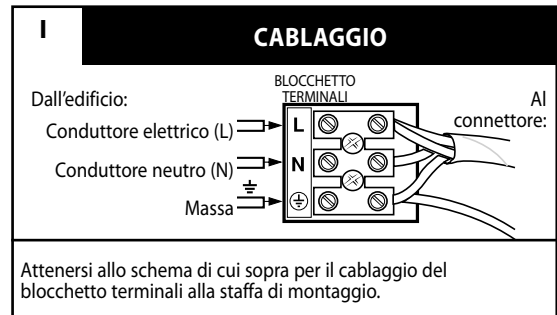 I
CABLAGGIO
BLOCCHETTO
TERMINALI
Dall'edificio:
Al
connettore:
Conduttore elettrico (L)
L
Conduttore neutro (N)
N
Massa
Attenersi allo schema di cui sopra per il cablaggio del
blocchetto terminali alla staffa di montaggio.